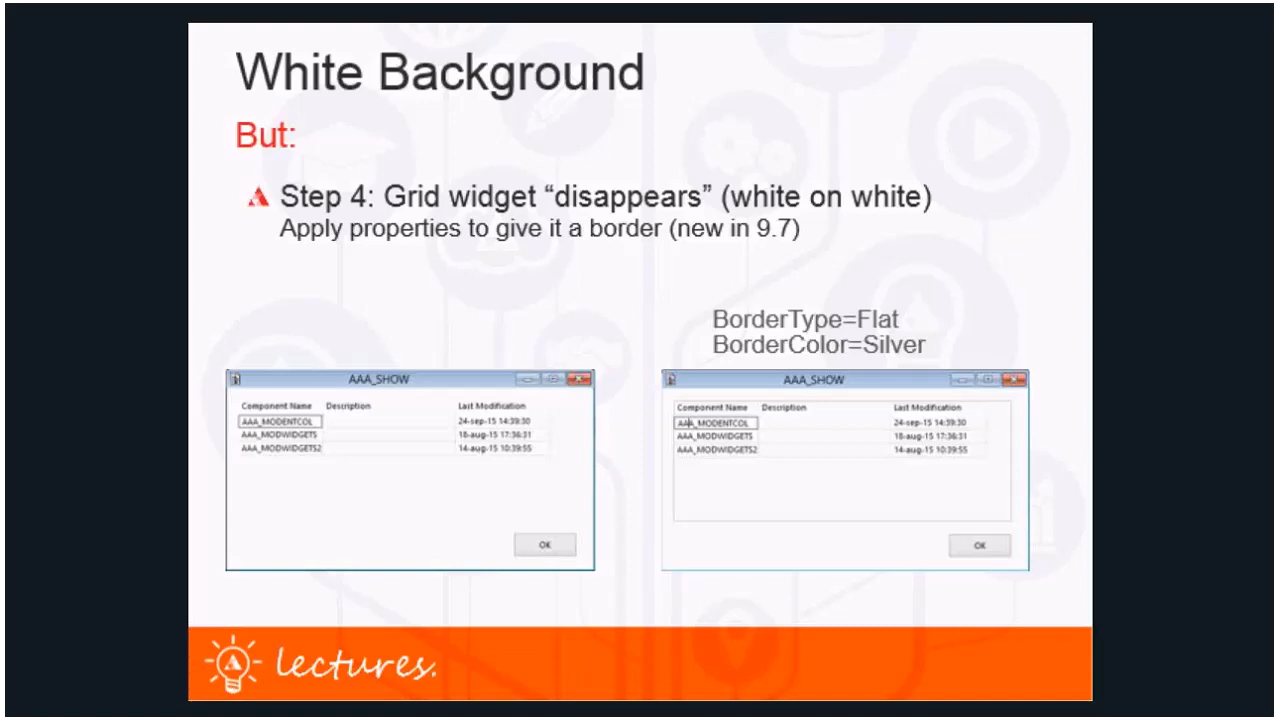 White Background
But:
Step 4: Grid widget “disappears” (white on white)
Apply properties to give it a border (new in 9.7)
BorderType=Flat
BorderColor=Silver
AAA_SHOW
Component Name Description Last Modification
AAA_MODENTCOL 24-sep-15 14:39:30
AAA_MODWIDGETS 18-aug-15 17:36:31
AAA_MODWIDGETS2 14-aug-15 10:39:55
OK
AAA_SHOW
Component Name Description Last Modification
AAA_MODENTCOL 24-sep-15 14:39:30
AAA_MODWIDGETS 18-aug-15 17:36:31
AAA_MODWIDGETS2 14-aug-15 10:39:55
OK
lectures.